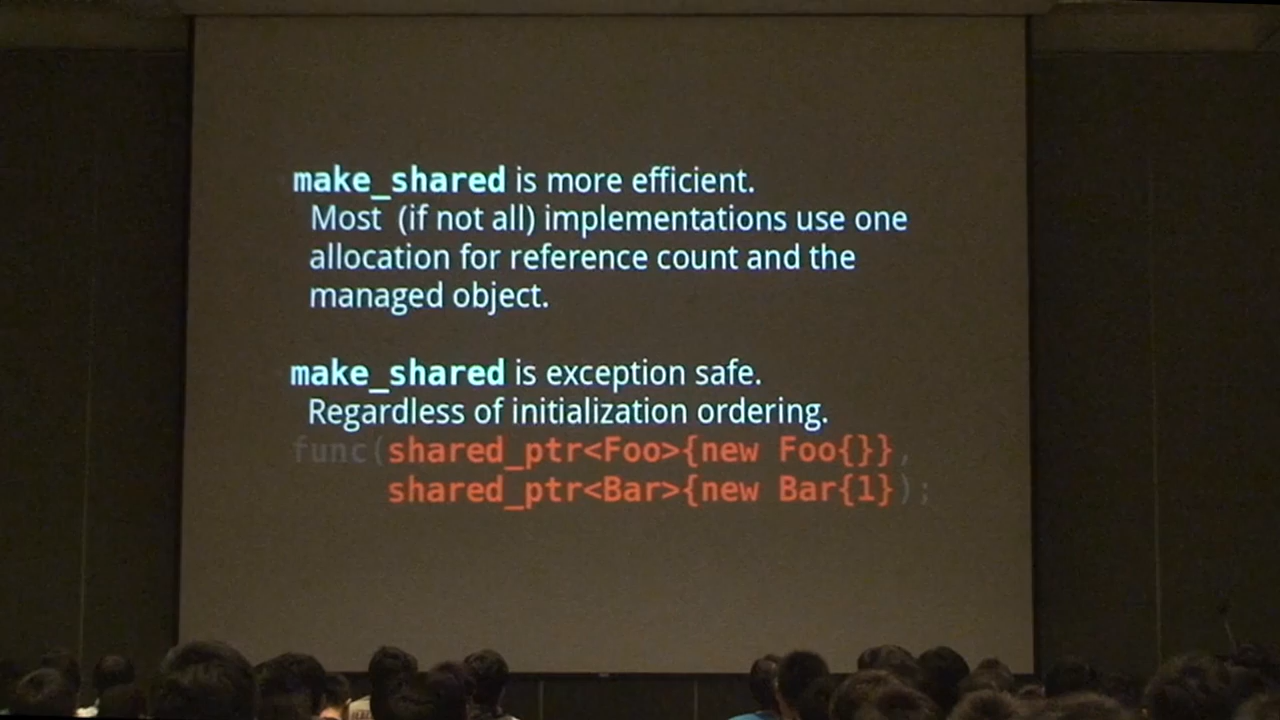 make_shared is more efficient.
Most (if not all) implementations use one
allocation for reference count and the
managed object.
make_shared is exception safe.
Regardless of initialization ordering.
func(shared_ptr<Foo>{new Foo{}},
shared_ptr<Bar>{new Bar{1});